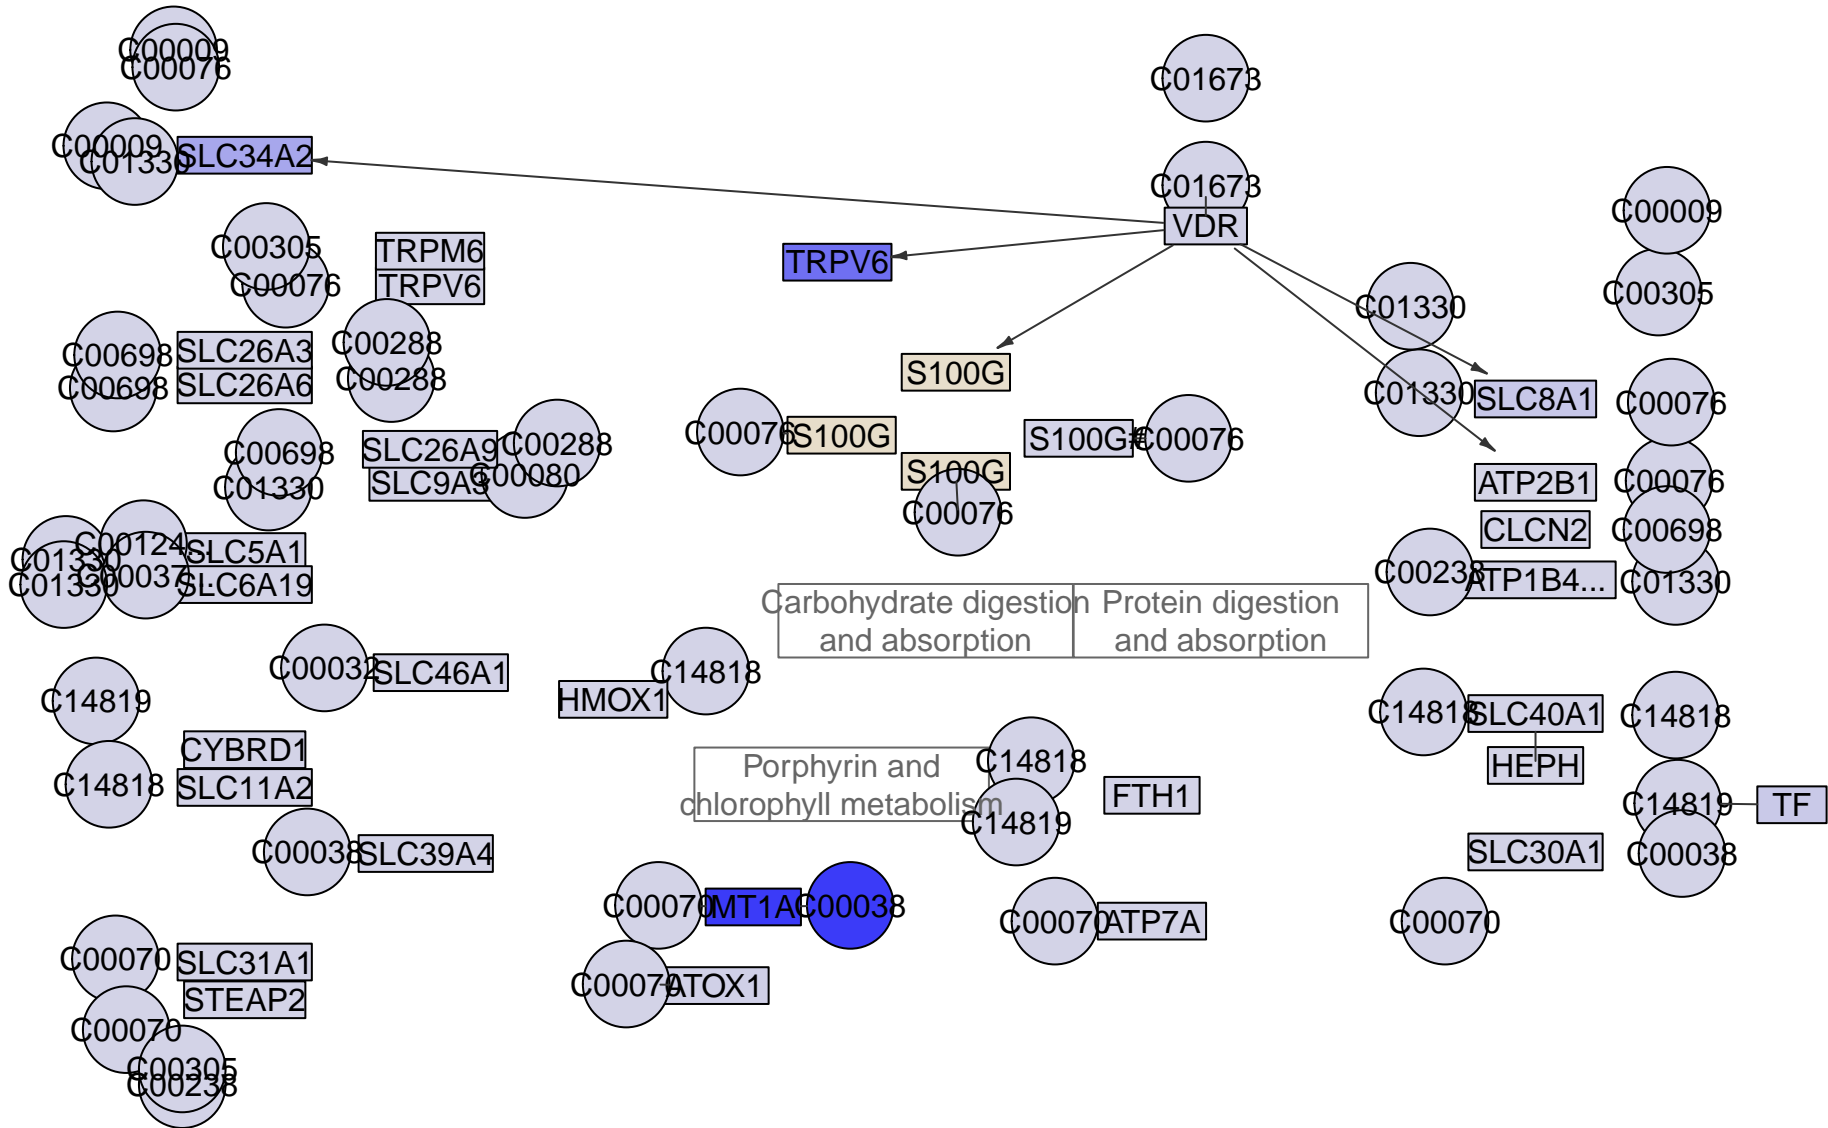 C00009
C00076
C01673
C00009
C01330
SLC34A2
C01673
VDR
C00009
C00305
C00076
TRPM6
TRPV6
TRPV6
C01330
C00305
C00698
C00698
SLC26A3
SLC26A6
C00288
C00288
S100G
C01330
SLC8A1
C00076
C00698
C01330
SLC26A9
SLC9A3
C00288
C00080
C00076
S100G
S100G
C00076
S100G#
C00076
ATP2B1
C00076
CLCN2
C00698
C01330
C01330
C00124...
C00037...
SLC5A1
SLC6A19
C00238
ATP1B4...
C01330
Carbohydrate digestion
and absorption
Protein digestion
and absorption
C00032
SLC46A1
HMOX1
C14818
C14819
C14818
CYBRD1
SLC11A2
C14818
SLC40A1
HEPH
C14818
Porphyrin and
chlorophyll metabolism
C14818
C14819
FTH1
C14819
TF
C00038
SLC39A4
SLC30A1
C00038
C00070
MT1A
C00038
C00070
ATP7A
C00070
C00070
ATOX1
C00070
SLC31A1
STEAP2
C00070
C00305
C00238